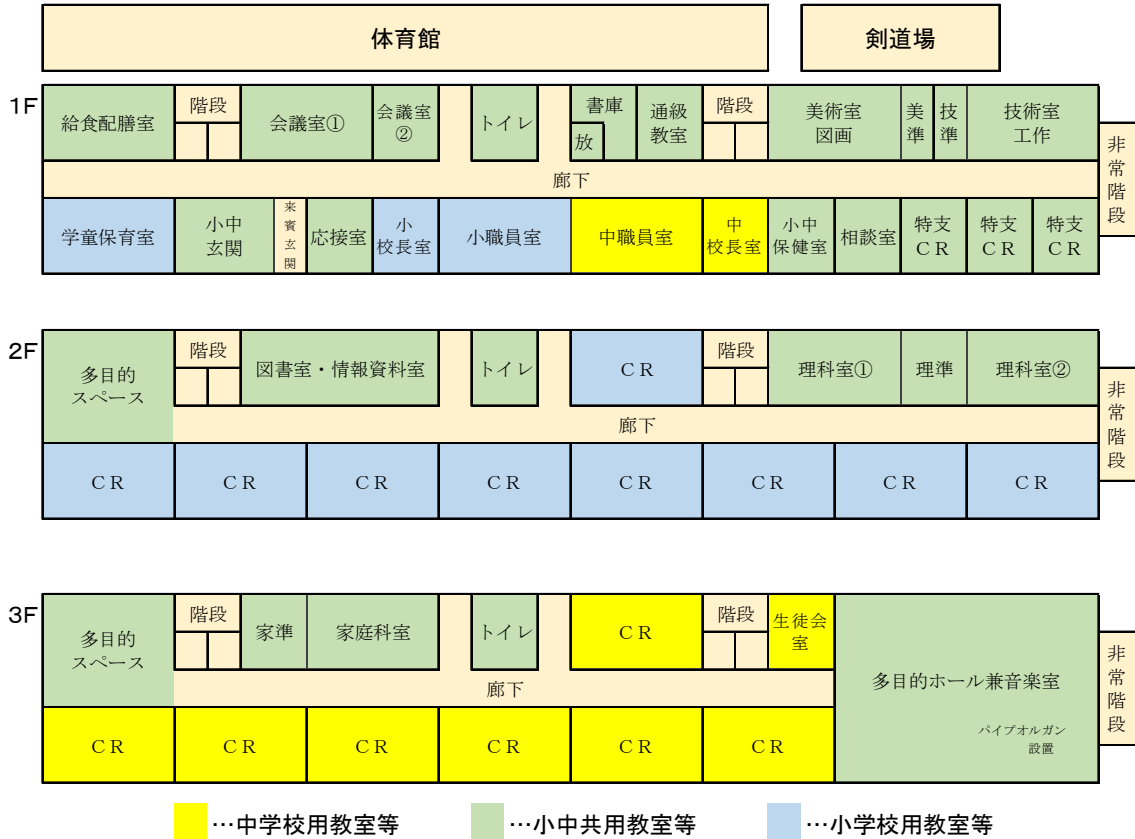 体育館
剣道場
1F
給食配膳室
階段
会議室①
会議室
②
トイレ
書庫
放
通級
教室
階段
美術室
図画
美
準
技
準
技術室
工作
非常階段
廊下
学童保育室
小中
玄関
来賓玄関
応接室
小
校長室
小職員室
中職員室
中
校長室
小中
保健室
相談室
特支
CR
特支
CR
特支
CR
2F
多目的
スペース
階段
図書室・情報資料室
トイレ
CR
階段
理科室①
理準
理科室②
非常階段
廊下
CR
CR
CR
CR
CR
CR
CR
CR
3F
多目的
スペース
階段
家準
家庭科室
トイレ
CR
階段
生徒会
室
多目的ホール兼音楽室
パイプオルガン
設置
非常階段
廊下
CR
CR
CR
CR
CR
CR
…中学校用教室等
…小中共用教室等
…小学校用教室等